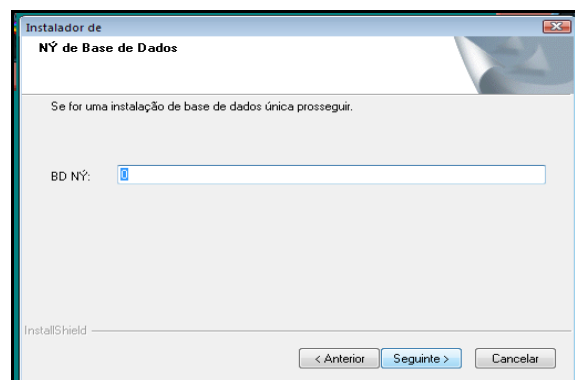 Instalador de
NÝ de Base de Dados
Se for uma instalação de base de dados única prosseguir.
BD NÝ:
0
InstallShield
< Anterior
Seguinte >
Cancelar